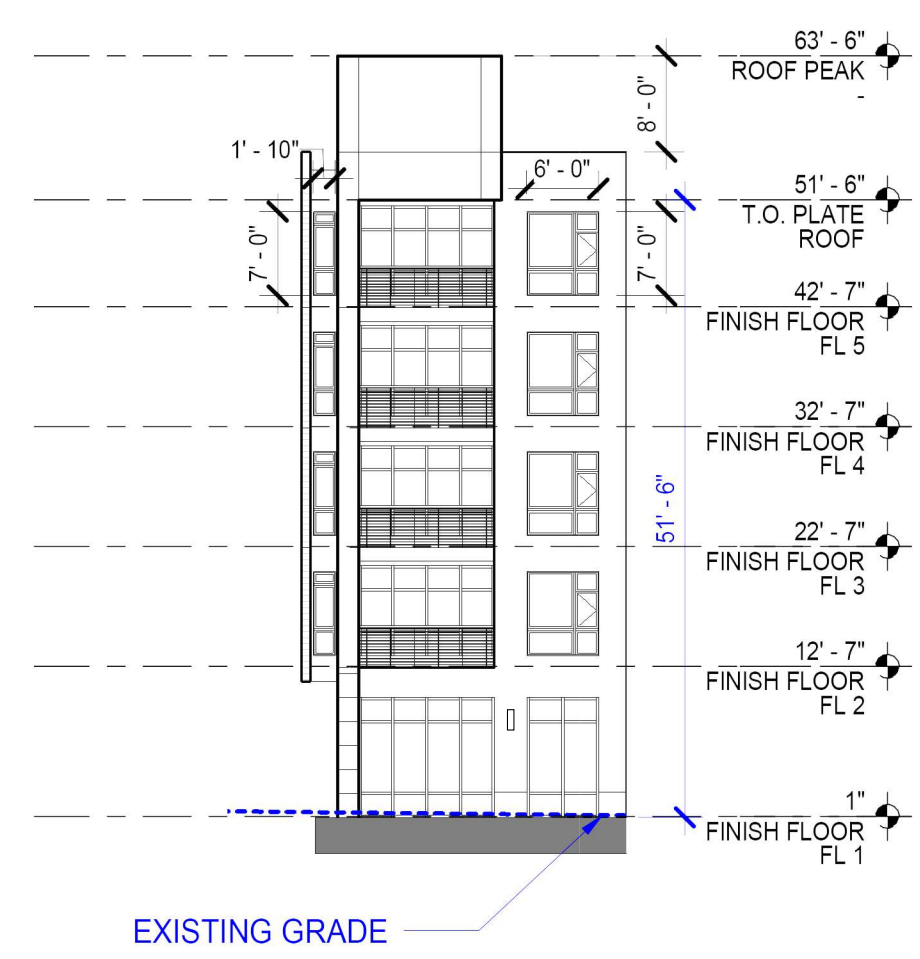 63' - 6"
ROOF PEAK
-
8' - 0"
1' - 10"
6' - 0"
51' - 6"
T.O. PLATE
ROOF
7' - 0"
7' - 0"
42' - 7"
FINISH FLOOR
FL 5
32' - 7"
FINISH FLOOR
FL 4
51' - 6"
22' - 7"
FINISH FLOOR
FL 3
12' - 7"
FINISH FLOOR
FL 2
1"
FINISH FLOOR
FL 1
EXISTING GRADE